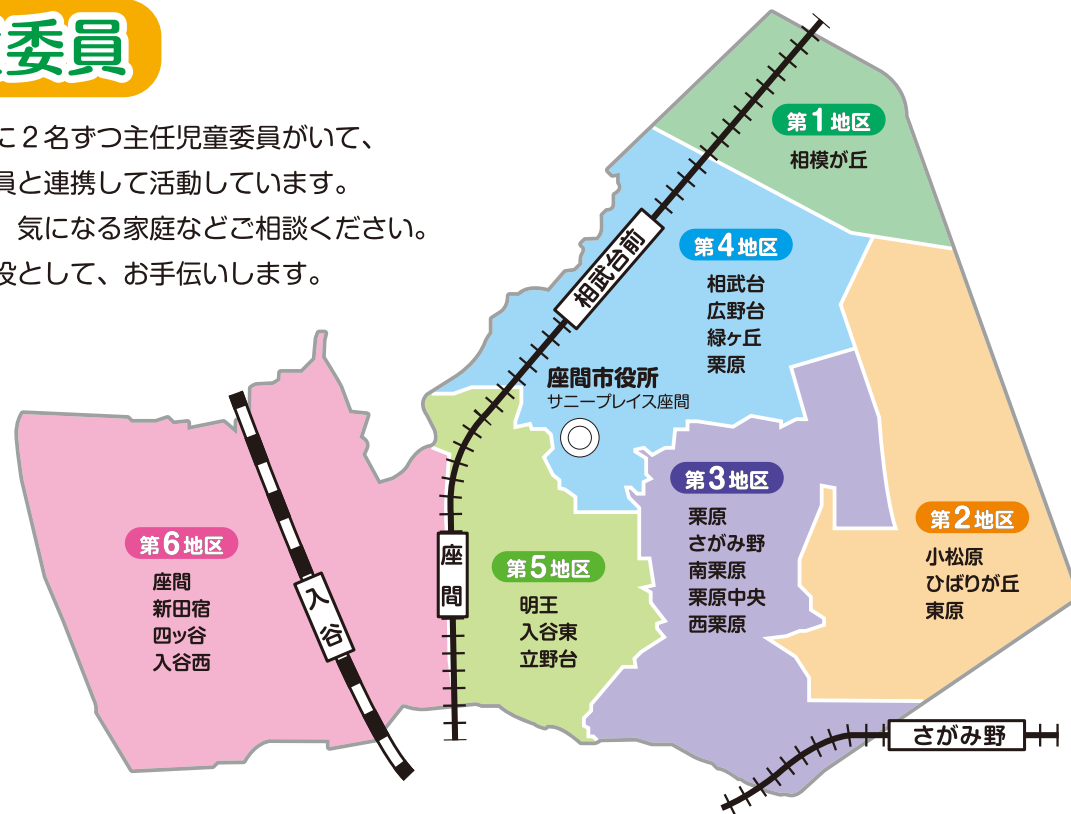 委員
に２名ずつ主任児童委員がいて、
員と連携して活動しています。
気になる家庭などご相談ください。
役として、お手伝いします。
第1地区
相模が丘
第4地区
相武台
広野台
緑ヶ丘
栗原
相武台前
座間市役所
サニープレイス座間
第3地区
栗原
さがみ野
南栗原
栗原中央
西栗原
第2地区
小松原
ひばりが丘
東原
第6地区
座間
新田宿
四ッ谷
入谷西
入谷
座間
第5地区
明王
入谷東
立野台
さがみ野